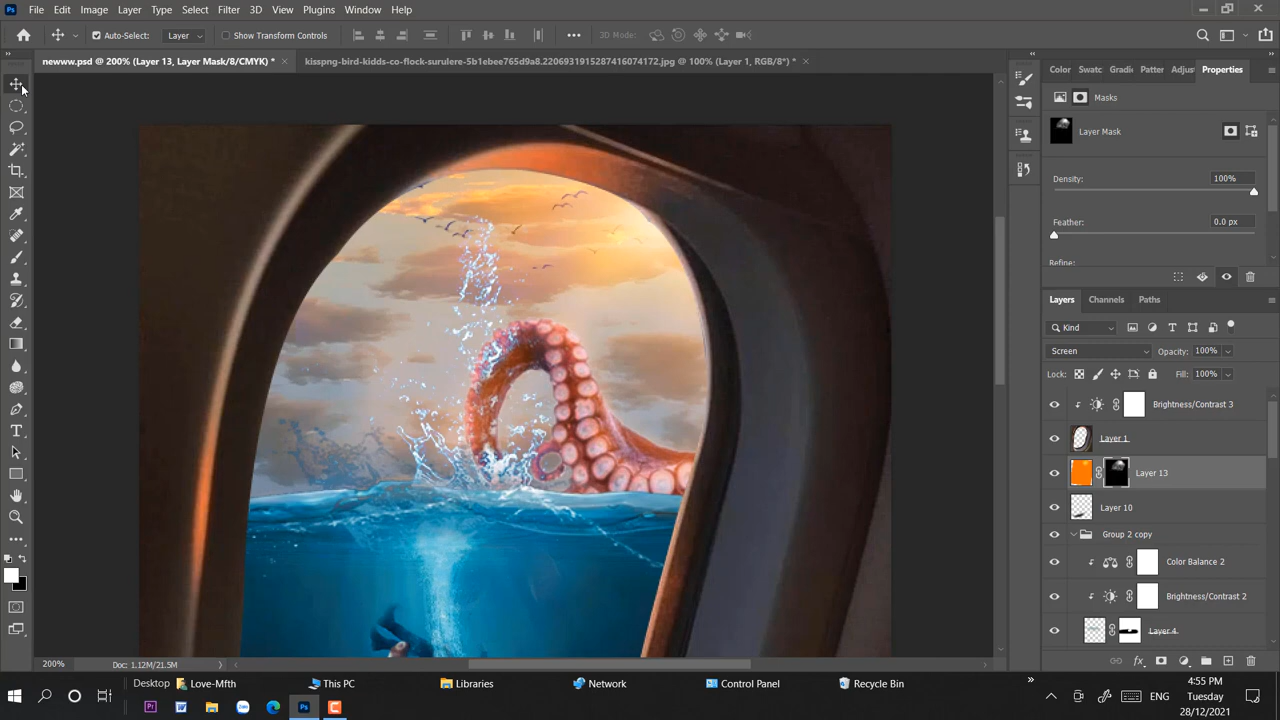 Ps File Edit Image Layer Type Select Filter 3D View Plugins Window Help
Auto-Select: Layer Show Transform Controls 3D Mode:
newww.psd @ 200% (Layer 13, Layer Mask/8/CMYK) *
kisspng-bird-kidds-co-flock-surulere-5b1ebee765d9a8.2206931915287416074172.jpg @ 100% (Layer 1, RGB/8*) *
Color Swatc Gradi Patter Adjus Properties
Masks
Layer Mask
Density: 100%
Feather: 0.0 px
Refine:
Layers Channels Paths
Kind
Screen Opacity: 100%
Lock: Fill: 100%
Brightness/Contrast 3
Layer 1
Layer 13
Layer 10
Group 2 copy
Color Balance 2
Brightness/Contrast 2
Layer 4
200% Doc: 1.12M/21.5M
fx
Desktop Love-Mfth This PC Libraries Network Control Panel Recycle Bin
Pr W Ps
ENG
4:55 PM
Tuesday
28/12/2021